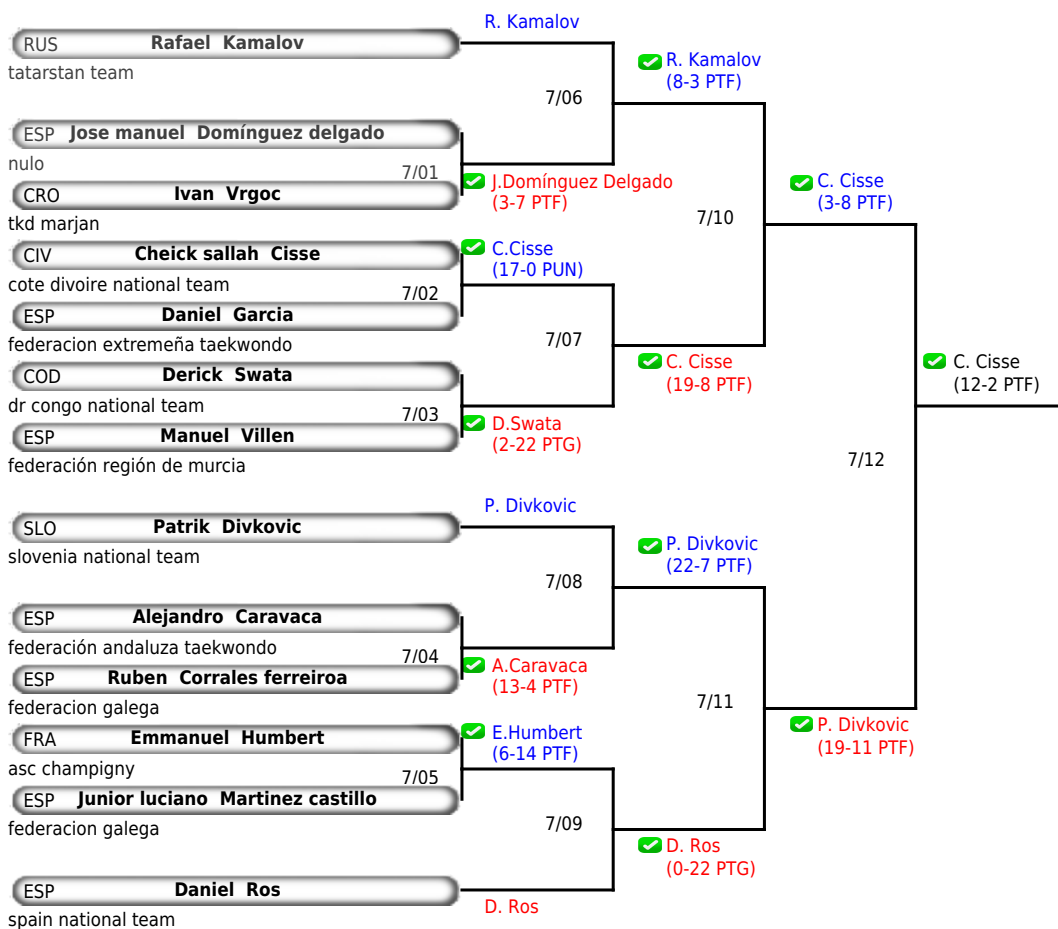 R. Kamalov
RUS Rafael Kamalov
tatarstan team
R. Kamalov
(8-3 PTF)
7/06
ESP Jose manuel Domínguez delgado
nulo
7/01
CRO Ivan Vrgoc
tkd marjan
J.Domínguez Delgado
(3-7 PTF)
C. Cisse
(3-8 PTF)
7/10
CIV Cheick sallah Cisse
cote divoire national team
C.Cisse
(17-0 PUN)
7/02
ESP Daniel Garcia
federacion extremeña taekwondo
7/07
COD Derick Swata
dr congo national team
C. Cisse
(19-8 PTF)
C. Cisse
(12-2 PTF)
7/03
ESP Manuel Villen
federación región de murcia
D.Swata
(2-22 PTG)
7/12
P. Divkovic
SLO Patrik Divkovic
slovenia national team
P. Divkovic
(22-7 PTF)
7/08
ESP Alejandro Caravaca
federación andaluza taekwondo
7/04
ESP Ruben Corrales ferreiroa
federacion galega
A.Caravaca
(13-4 PTF)
7/11
FRA Emmanuel Humbert
asc champigny
E.Humbert
(6-14 PTF)
P. Divkovic
(19-11 PTF)
7/05
ESP Junior luciano Martinez castillo
federacion galega
7/09
D. Ros
(0-22 PTG)
ESP Daniel Ros
spain national team
D. Ros